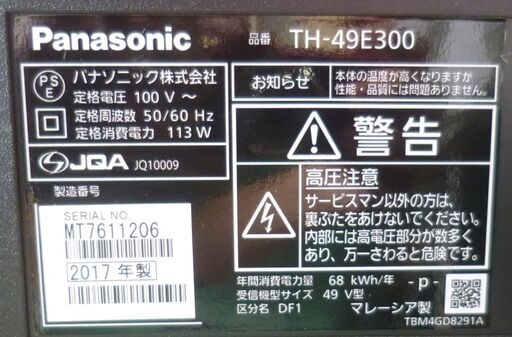 Panasonic 品番 TH-49E300
PS E パナソニック株式会社
定格電圧 100 V ～
定格周波数 50/60 Hz
定格消費電力 113 W
JQA JQ10009
製造番号
SERIAL NO.
MT7611206
2017 年製
お知らせ
本体の温度が高くなりますが
性能・品質には問題ありません。
警告
高圧注意
サービスマン以外の方は、
裏ぶたをあけないでください。
内部には高電圧部分が数多く
あり、万一さわると危険です。
年間消費電力量 68 kWh/年
受信機型サイズ 49 V型
区分名 DF1
-p-
マレーシア製
TBM4GD8291A